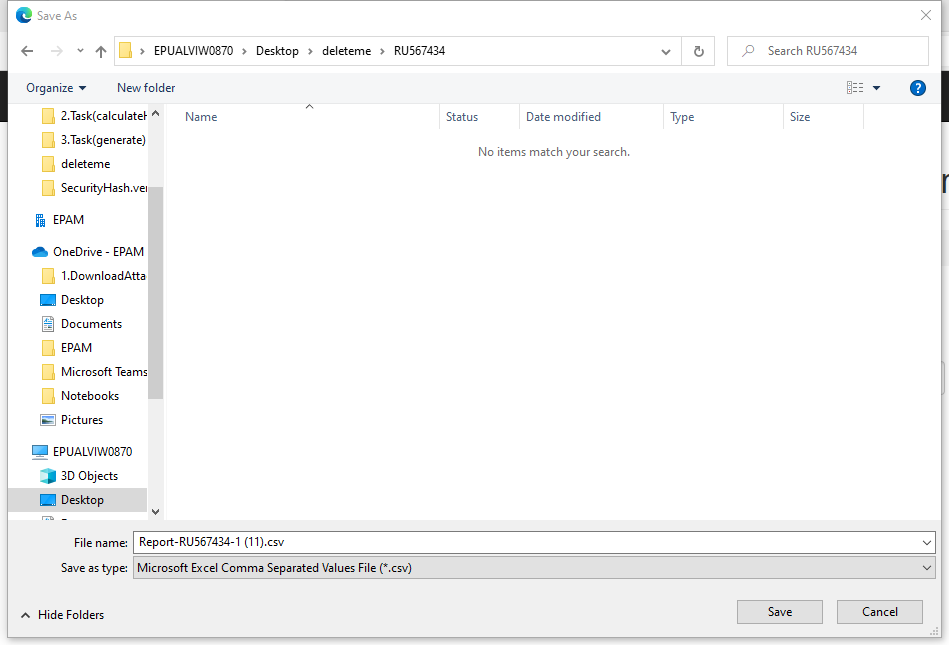 Save As
EPUALVIW0870 > Desktop > deleteme > RU567434
Search RU567434
Organize
New folder
?
Name
Status
Date modified
Type
Size
No items match your search.
2.Task(calculateH
3.Task(generate)
deleteme
SecurityHash.ver
EPAM
OneDrive - EPAM
1.DownloadAtta
Desktop
Documents
EPAM
Microsoft Teams
Notebooks
Pictures
EPUALVIW0870
3D Objects
Desktop
File name: Report-RU567434-1 (11).csv
Save as type: Microsoft Excel Comma Separated Values File (*.csv)
Hide Folders
Save
Cancel